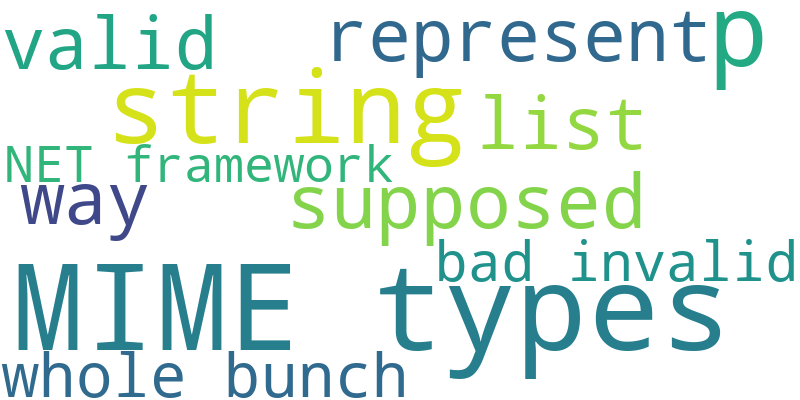 valid
represent
p
string
list
NET framework
way
supposed
bad invalid
MIME types
whole bunch